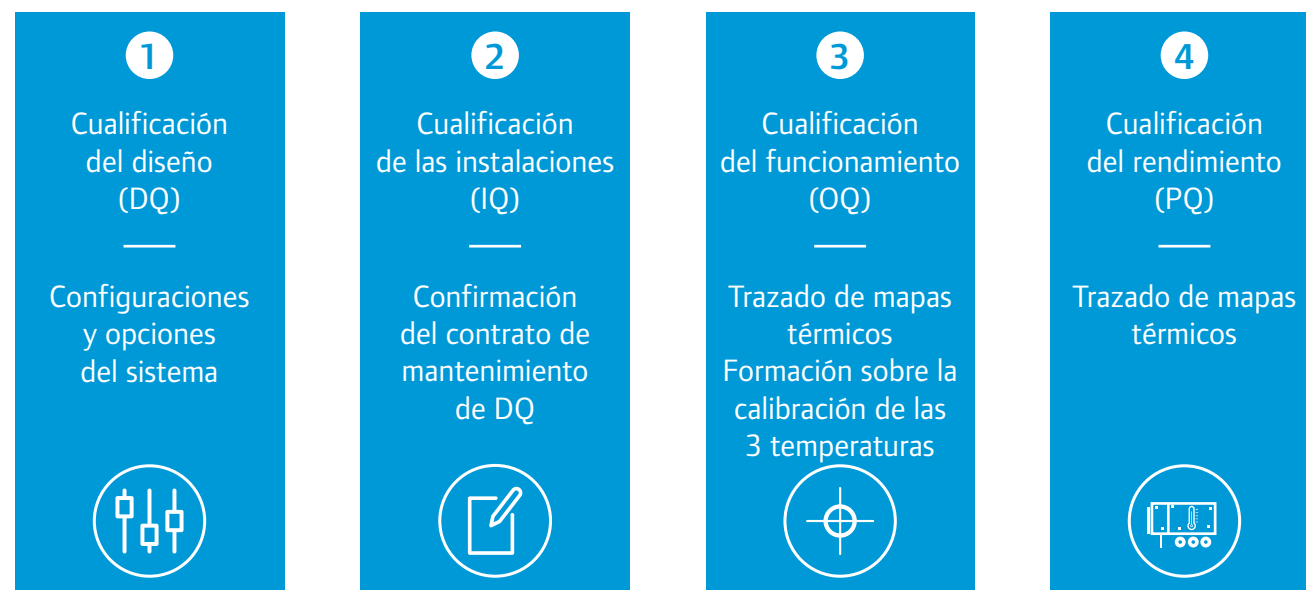 1
Cualificación
del diseño
(DQ)
Configuraciones
y opciones
del sistema
2
Cualificación
de las instalaciones
(IQ)
Confirmación
del contrato de
mantenimiento
de DQ
3
Cualificación
del funcionamiento
(OQ)
Trazado de mapas
térmicos
Formación sobre la
calibración de las
3 temperaturas
4
Cualificación
del rendimiento
(PQ)
Trazado de mapas
térmicos